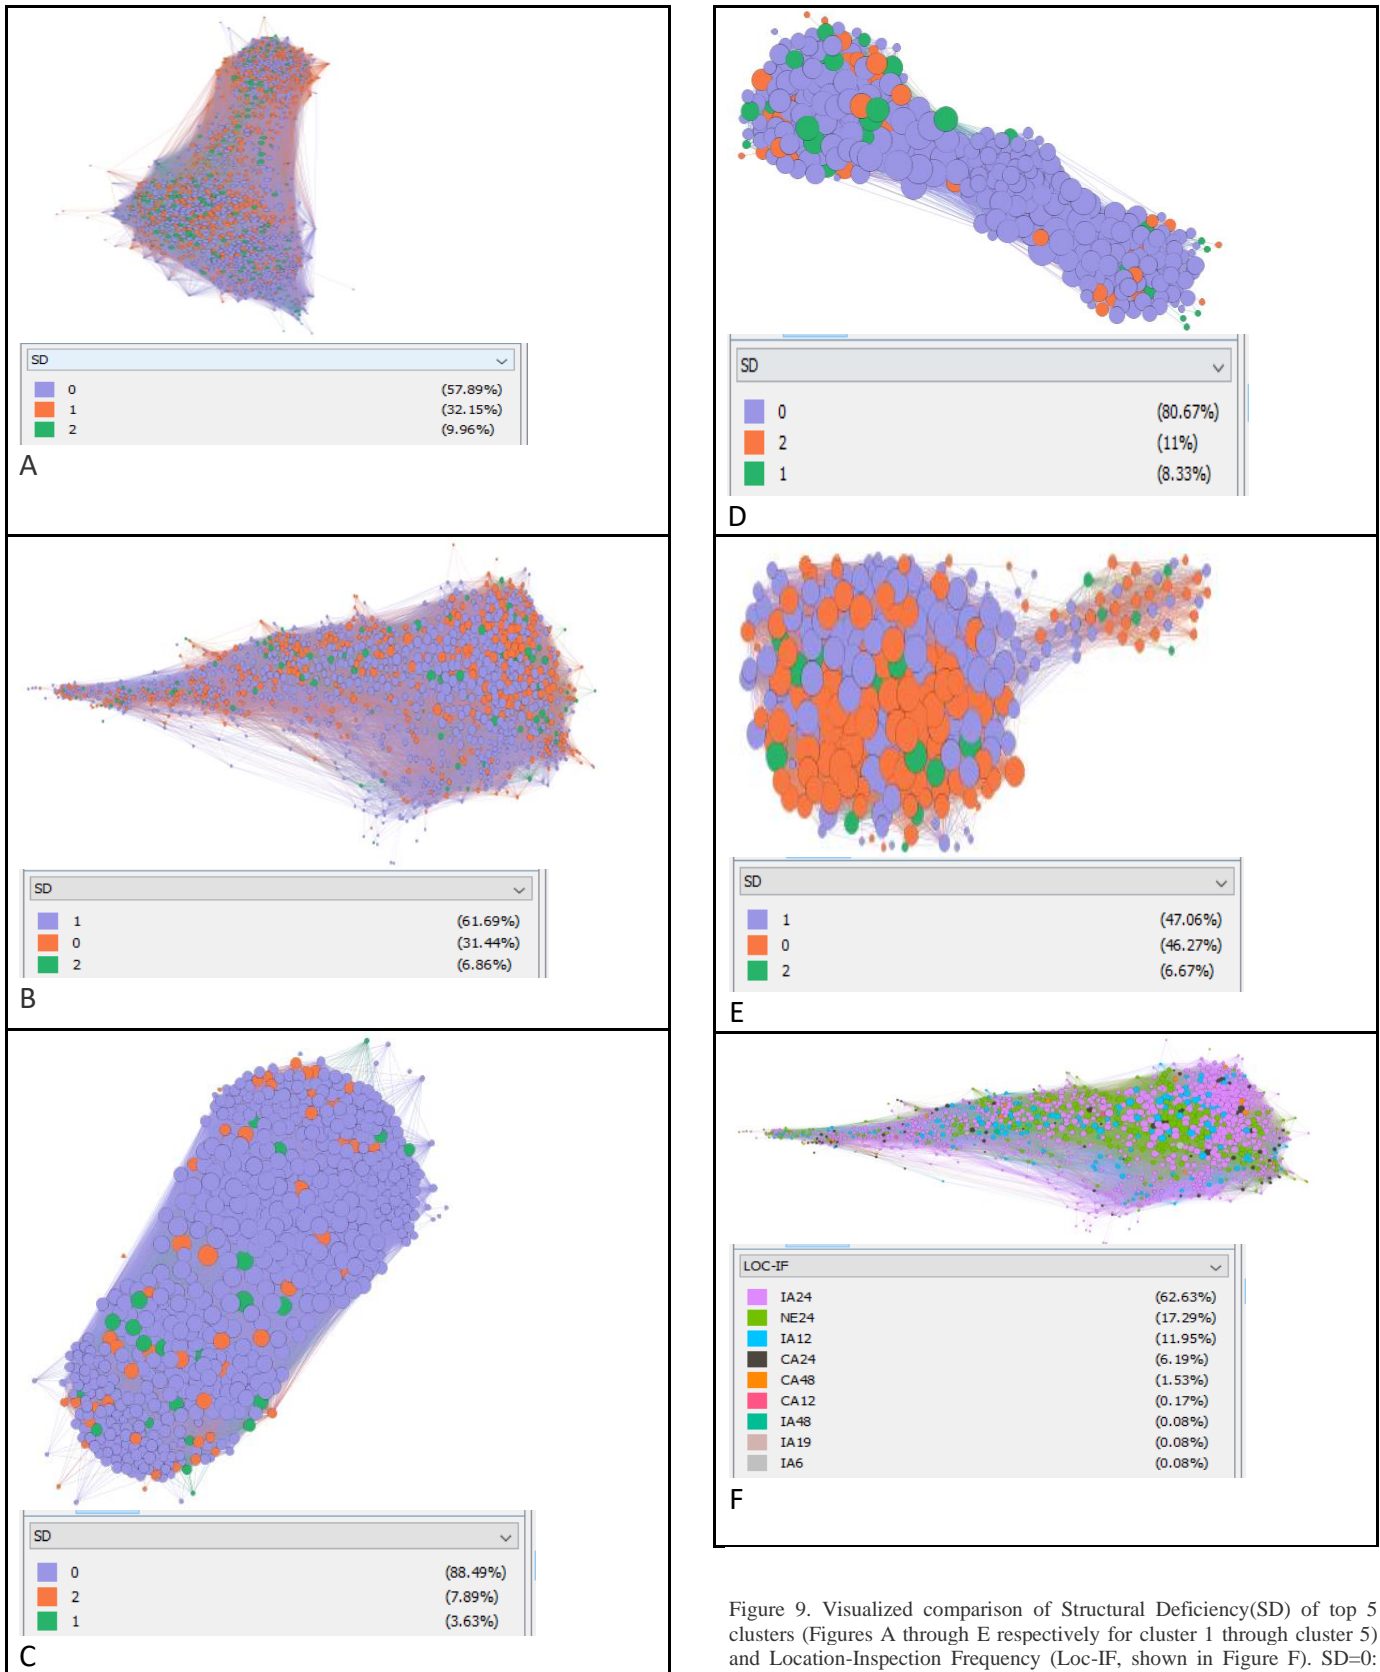 SD
0 (57.89%)
1 (32.15%)
2 (9.96%)
A
SD
1 (61.69%)
0 (31.44%)
2 (6.86%)
B
SD
0 (88.49%)
2 (7.89%)
1 (3.63%)
C
SD
0 (80.67%)
2 (11%)
1 (8.33%)
D
SD
1 (47.06%)
0 (46.27%)
2 (6.67%)
E
LOC-IF
IA24 (62.63%)
NE24 (17.29%)
IA12 (11.95%)
CA24 (6.19%)
CA48 (1.53%)
CA12 (0.17%)
IA48 (0.08%)
IA19 (0.08%)
IA6 (0.08%)
F
Figure 9. Visualized comparison of Structural Deficiency(SD) of top 5
clusters (Figures A through E respectively for cluster 1 through cluster 5)
and Location-Inspection Frequency (Loc-IF, shown in Figure F). SD=0: